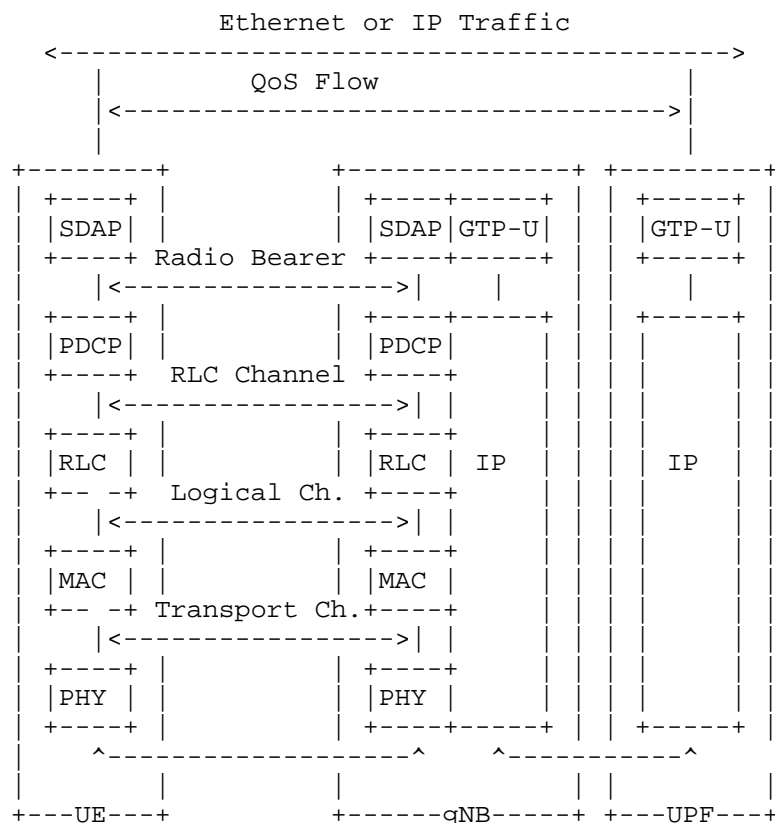 Ethernet or IP Traffic
QoS Flow
SDAP SDAP GTP-U GTP-U
Radio Bearer
PDCP PDCP
RLC Channel
RLC RLC IP IP
Logical Ch.
MAC MAC
Transport Ch.
PHY PHY
UE gNB UPF